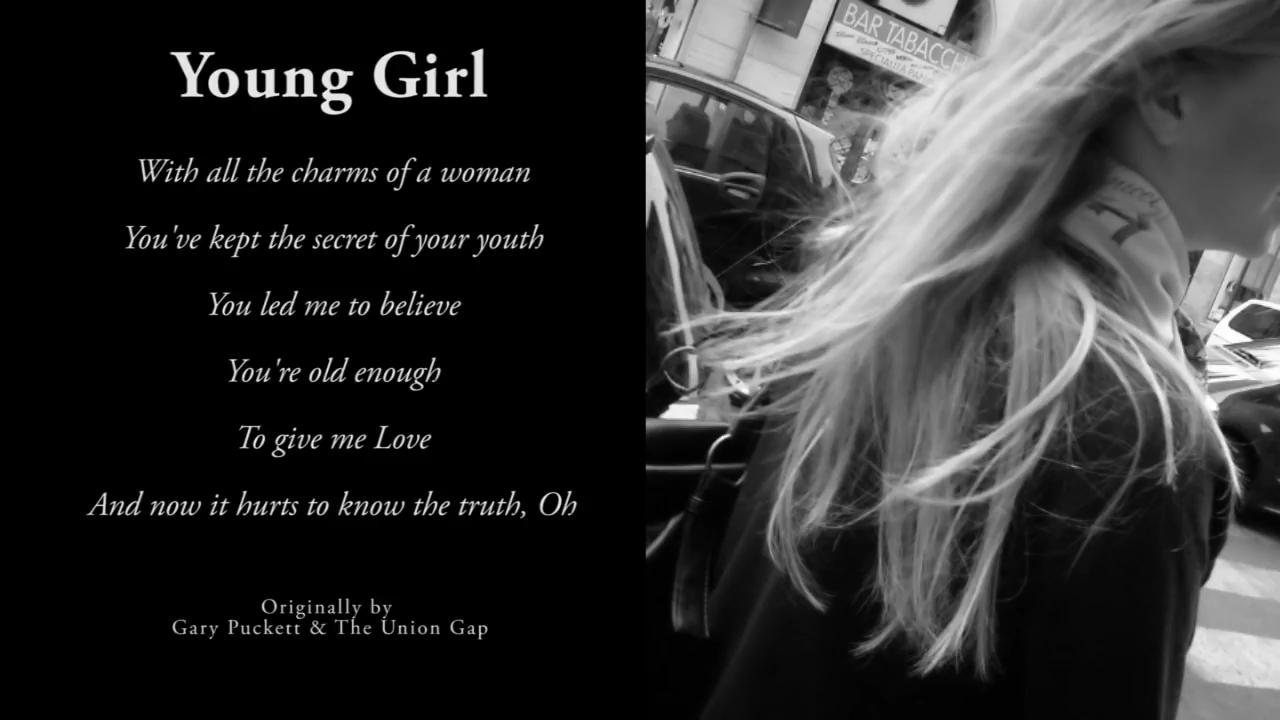 Young Girl
With all the charms of a woman
You've kept the secret of your youth
You led me to believe
You're old enough
To give me Love
And now it hurts to know the truth, Oh
Originally by
Gary Puckett & The Union Gap
BAR TABACCHI
7